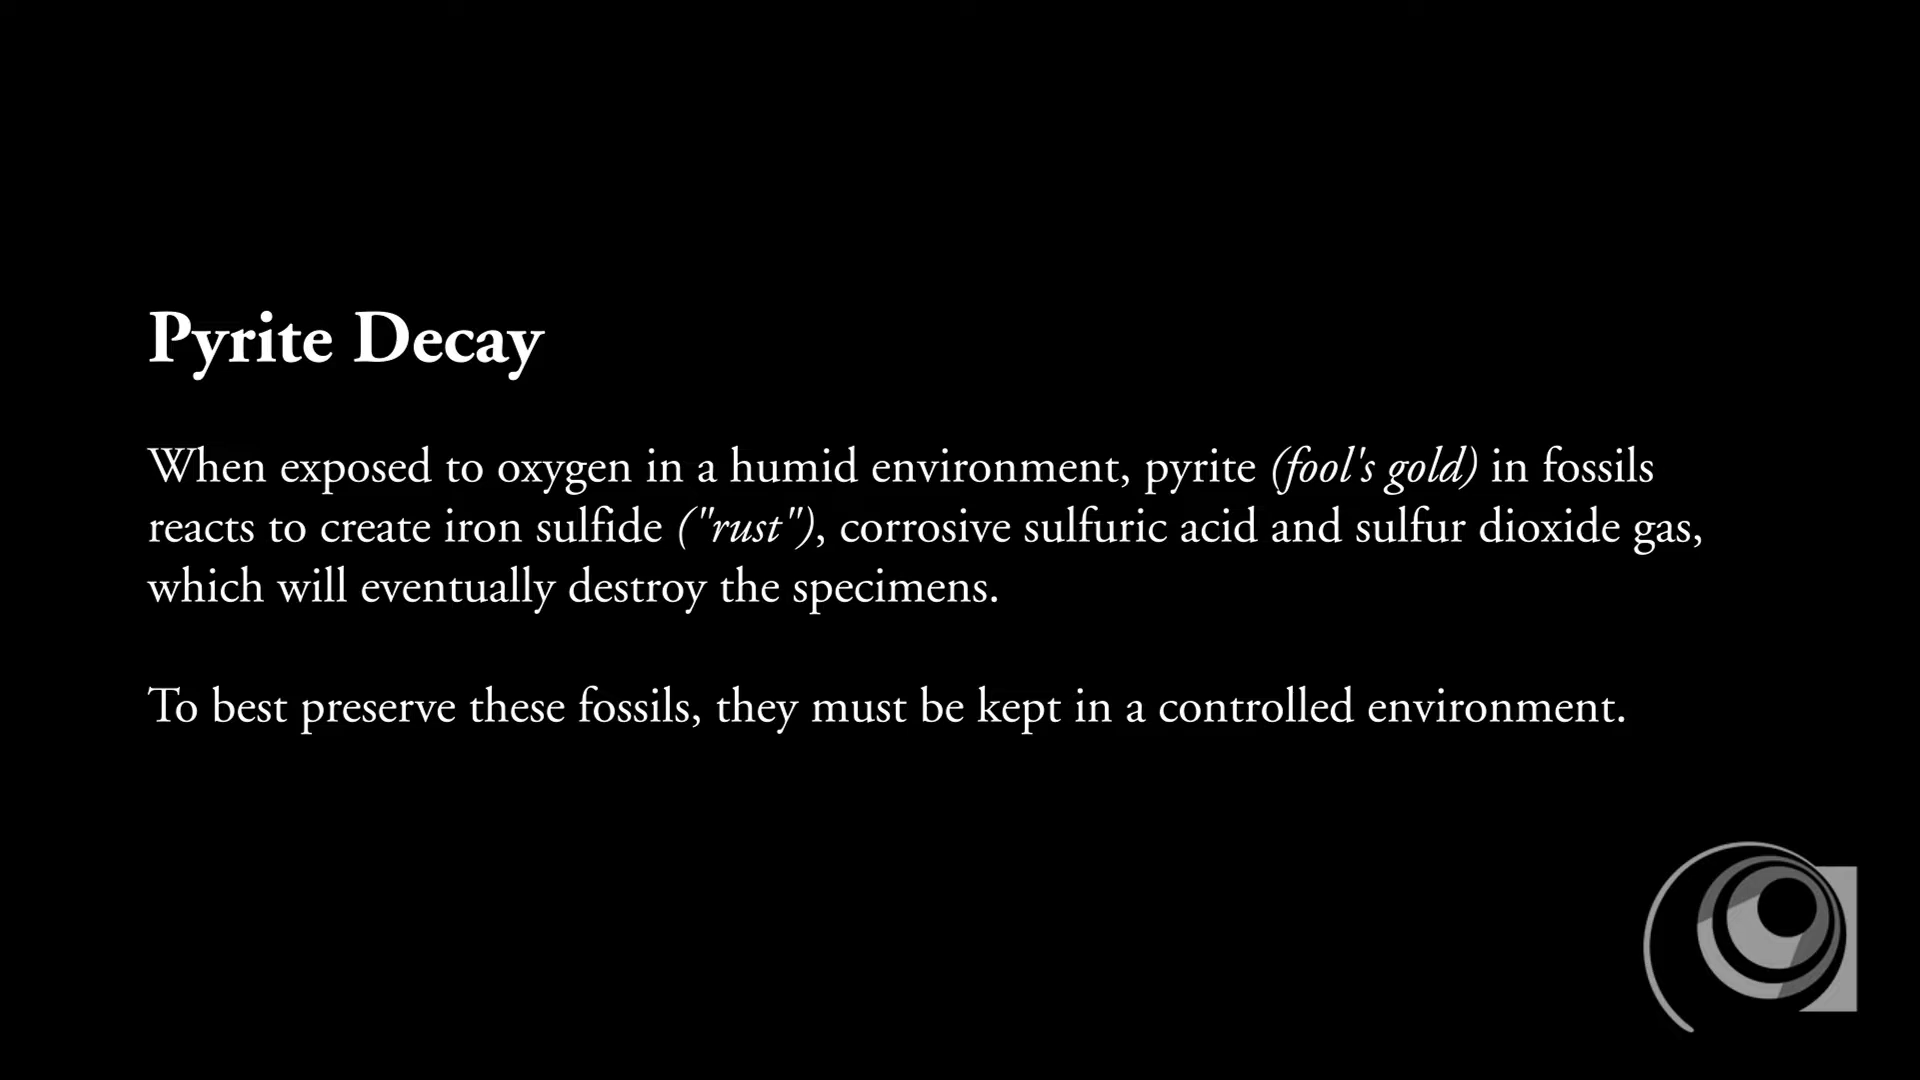 Pyrite Decay
When exposed to oxygen in a humid environment, pyrite (fool's gold) in fossils
reacts to create iron sulfide ("rust"), corrosive sulfuric acid and sulfur dioxide gas,
which will eventually destroy the specimens.
To best preserve these fossils, they must be kept in a controlled environment.